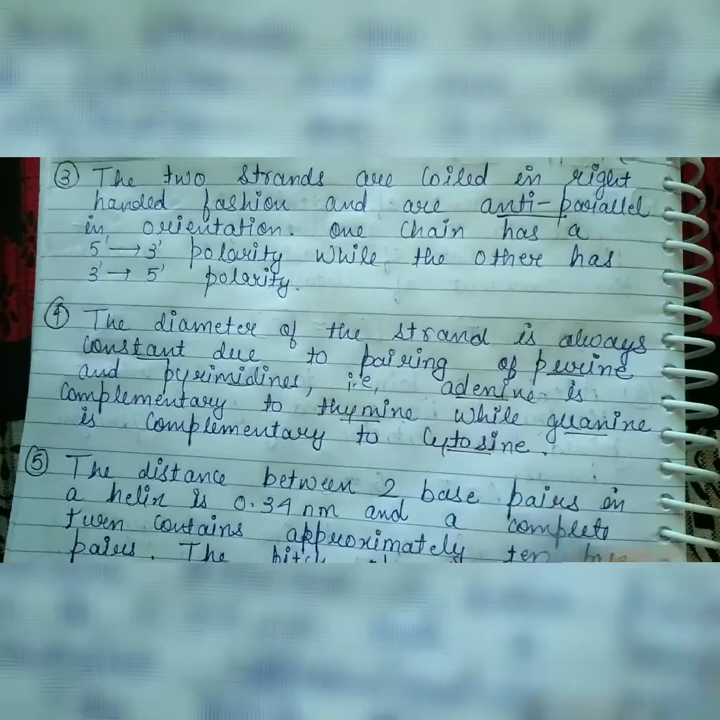 ③ The two strands are coiled in right
handed fashion and are anti-parallel
in orientation. One chain has a
5' → 3' polarity while the other has
3' → 5' polarity.
④ The diameter of the strand is always
constant due to pairing of purine
and pyrimidines, i.e, adenine is
complementary to thymine while guanine
is complementary to cytosine.
⑤ The distance between 2 base pairs in
a helix is 0.34 nm and a complete
turn contains approximately ten
pairs. The